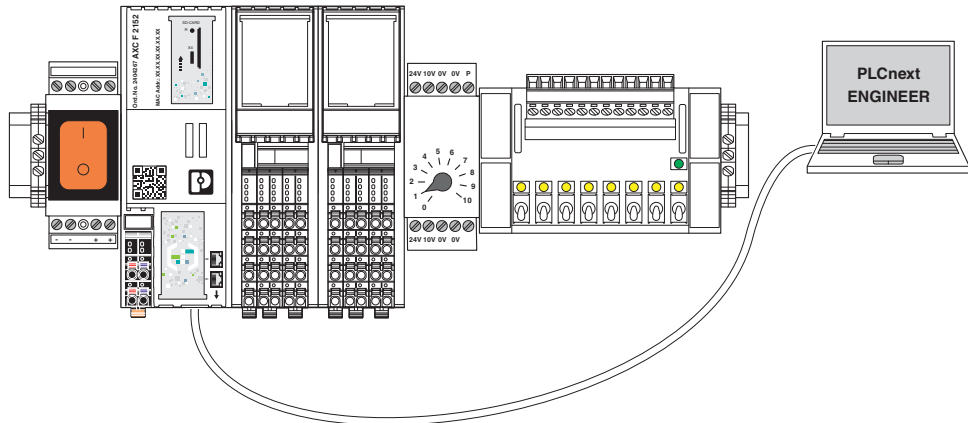 Ord.No. 2404267 AXC F 2152
MAC Addr.: XX.XX.XX.XX.XX.XX
SD-CARD
24V 10V 0V 0V P
0
1
2
3
4
5
6
7
8
9
10
24V 10V 0V 0V
- - + +
PLCnext
ENGINEER